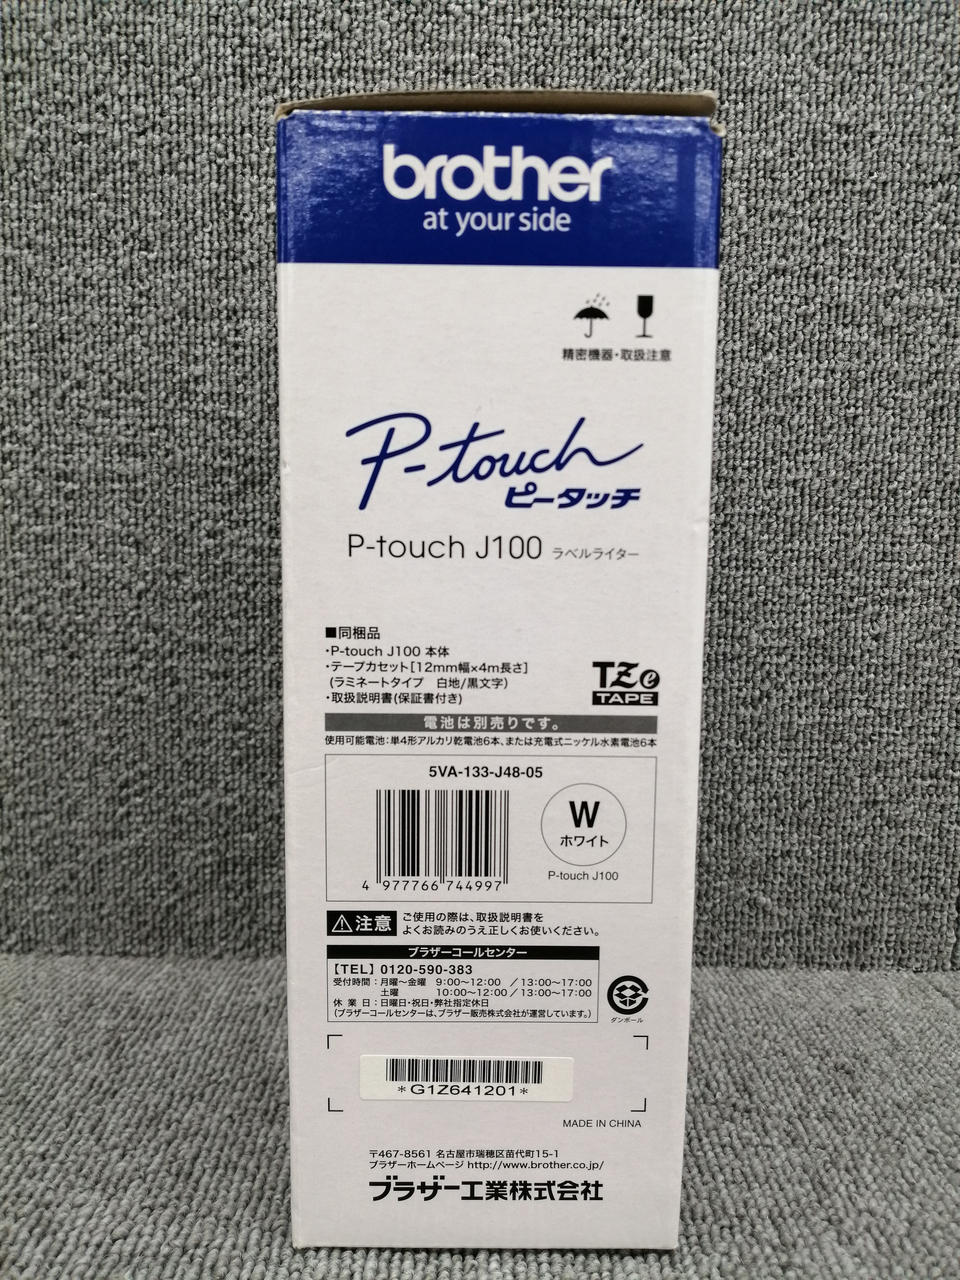 brother
at your side
精密機器・取扱注意
P-touch
ピータッチ
P-touch J100 ラベルライター
■同梱品
・P-touch J100 本体
・テープカセット[12mm幅×4m長さ]
(ラミネートタイプ 白地/黒文字)
・取扱説明書(保証書付き)
TZe
TAPE
電池は別売りです。
使用可能電池：単4形アルカリ乾電池6本、または充電式ニッケル水素電池6本
5VA-133-J48-05
W
ホワイト
4 977766 744997
P-touch J100
注意 ご使用の際は、取扱説明書を
よくお読みのうえ正しくお使いください。
ブラザーコールセンター
【TEL】0120-590-383
受付時間：月曜〜金曜 9:00〜12:00 ／13:00〜17:00
土曜 10:00〜12:00 ／13:00〜17:00
休業日：日曜日・祝日・弊社指定休日
(ブラザーコールセンターは、ブラザー販売株式会社が運営しています。)
ダンボール
*G1Z641201*
MADE IN CHINA
〒467-8561 名古屋市瑞穂区苗代町15-1
ブラザーホームページ http://www.brother.co.jp/
ブラザー工業株式会社